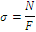 σ = N/F